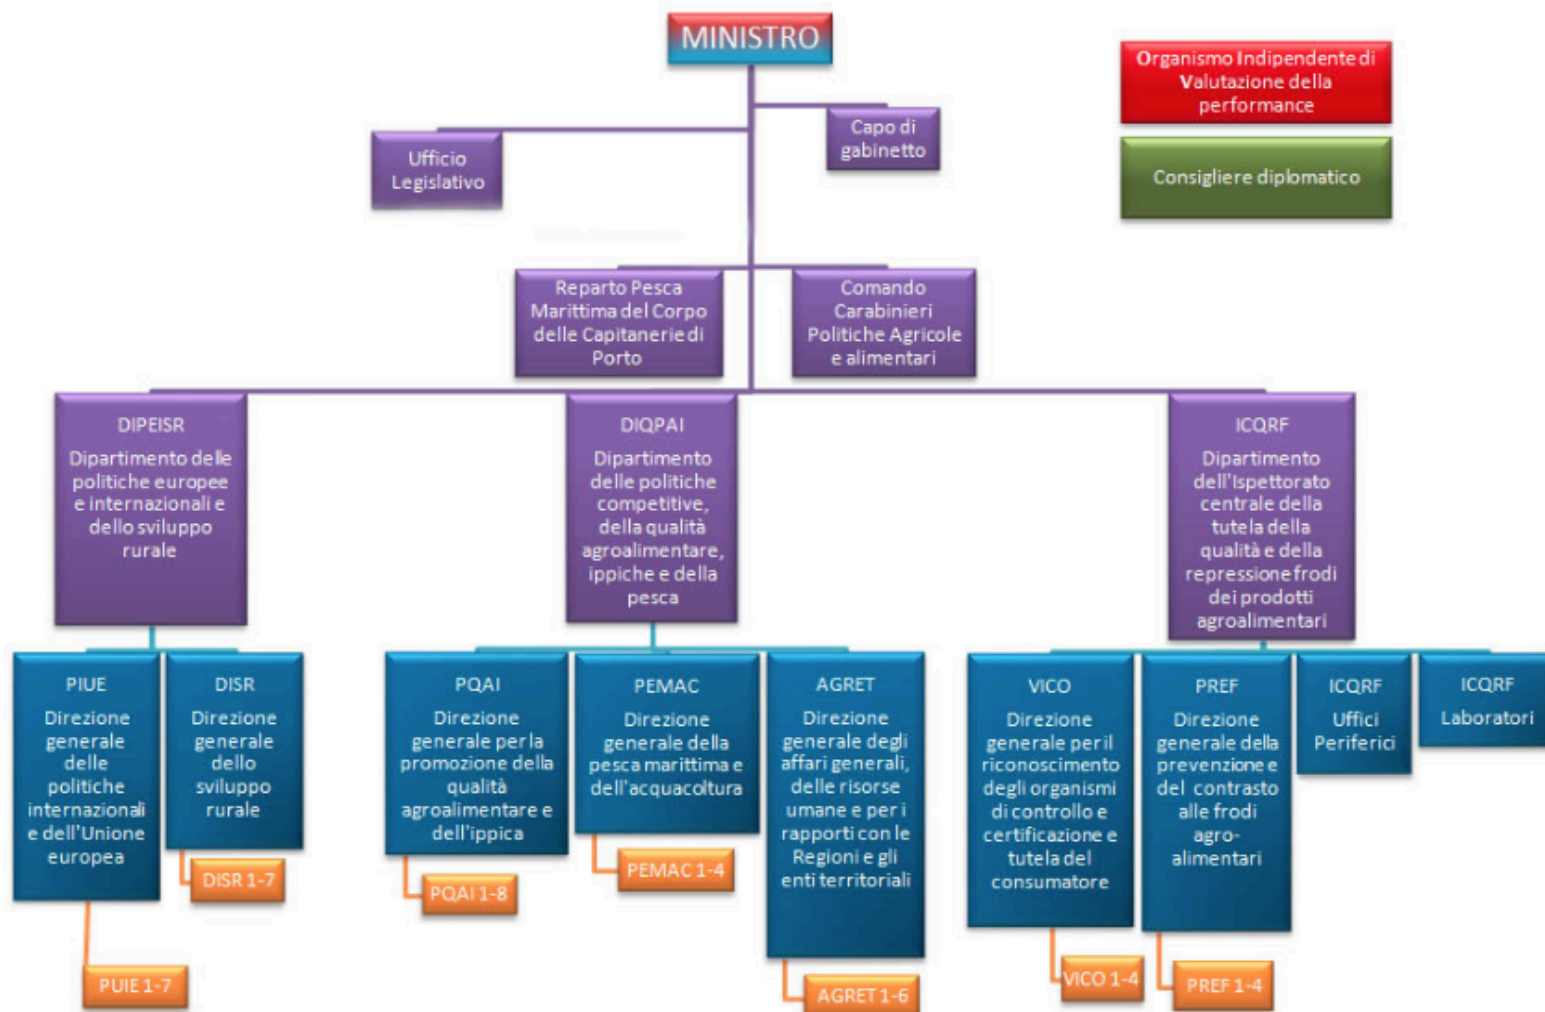 MINISTRO
Organismo Indipendente di
Valutazione della
performance
Capo di
gabinetto
Ufficio
Legislativo
Consigliere diplomatico
Reparto Pesca
Marittima del Corpo
delle Capitanerie di
Porto
Comando
Carabinieri
Politiche Agricole
e alimentari
DIPEISR
Dipartimento delle
politiche europee
e internazionali e
dello sviluppo
rurale
DIQPAI
Dipartimento
delle politiche
competitive,
della qualità
agroalimentare,
ippiche e della
pesca
ICQRF
Dipartimento
dell'Ispettorato
centrale della
tutela della
qualità e della
repressione frodi
dei prodotti
agroalimentari
PIUE
Direzione
generale
delle
politiche
internazionali
e dell'Unione
europea
DISR
Direzione
generale
dello
sviluppo
rurale
PQAI
Direzione
generale per la
promozione della
qualità
agroalimentare e
dell'ippica
PEMAC
Direzione
generale della
pesca marittima e
dell'acquacoltura
AGRET
Direzione
generale degli
affari generali,
delle risorse
umane e per i
rapporti con le
Regioni e gli
enti territoriali
VICO
Direzione
generale per il
riconoscimento
degli organismi
di controllo e
certificazione e
tutela del
consumatore
PREF
Direzione
generale della
prevenzione e
del contrasto
alle frodi
agro-
alimentari
ICQRF
Uffici
Periferici
ICQRF
Laboratori
PUIE 1-7
DISR 1-7
PQAI 1-8
PEMAC 1-4
AGRET 1-6
VICO 1-4
PREF 1-4